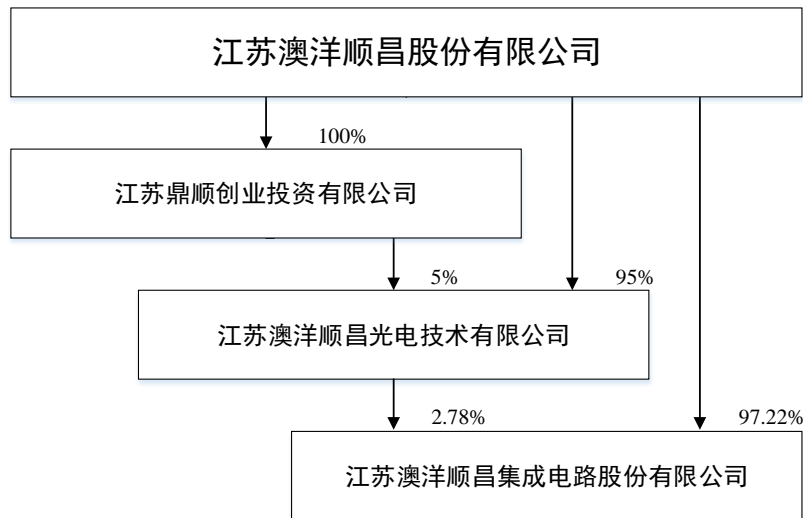 江苏澳洋顺昌股份有限公司
100%
江苏鼎顺创业投资有限公司
5%
95%
江苏澳洋顺昌光电技术有限公司
2.78%
97.22%
江苏澳洋顺昌集成电路股份有限公司